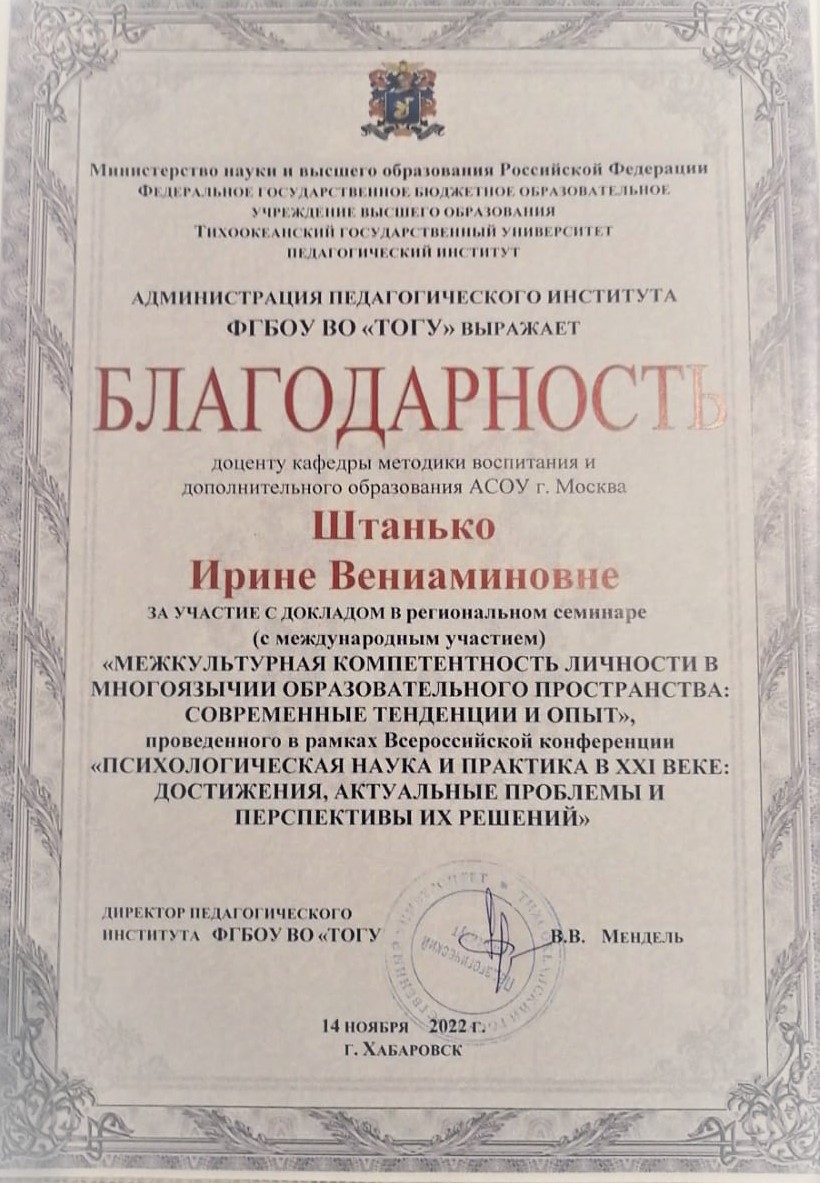 Министерство науки и высшего образования Российской Федерации
Федеральное государственное бюджетное образовательное
учреждение высшего образования
Тихоокеанский государственный университет
педагогический институт
АДМИНИСТРАЦИЯ ПЕДАГОГИЧЕСКОГО ИНСТИТУТА
ФГБОУ ВО «ТОГУ» ВЫРАЖАЕТ
БЛАГОДАРНОСТЬ
доценту кафедры методики воспитания и
дополнительного образования АСОУ г. Москва
Штанько
Ирине Вениаминовне
ЗА УЧАСТИЕ С ДОКЛАДОМ В региональном семинаре
(с международным участием)
«МЕЖКУЛЬТУРНАЯ КОМПЕТЕНТНОСТЬ ЛИЧНОСТИ В
МНОГОЯЗЫЧИИ ОБРАЗОВАТЕЛЬНОГО ПРОСТРАНСТВА:
СОВРЕМЕННЫЕ ТЕНДЕНЦИИ И ОПЫТ»,
проведенного в рамках Всероссийской конференции
«ПСИХОЛОГИЧЕСКАЯ НАУКА И ПРАКТИКА В XXI ВЕКЕ:
ДОСТИЖЕНИЯ, АКТУАЛЬНЫЕ ПРОБЛЕМЫ И
ПЕРСПЕКТИВЫ ИХ РЕШЕНИЙ»
ДИРЕКТОР ПЕДАГОГИЧЕСКОГО
ИНСТИТУТА ФГБОУ ВО «ТОГУ В.В. МЕНДЕЛЬ
14 НОЯБРЯ 2022 г.
г. ХАБАРОВСК